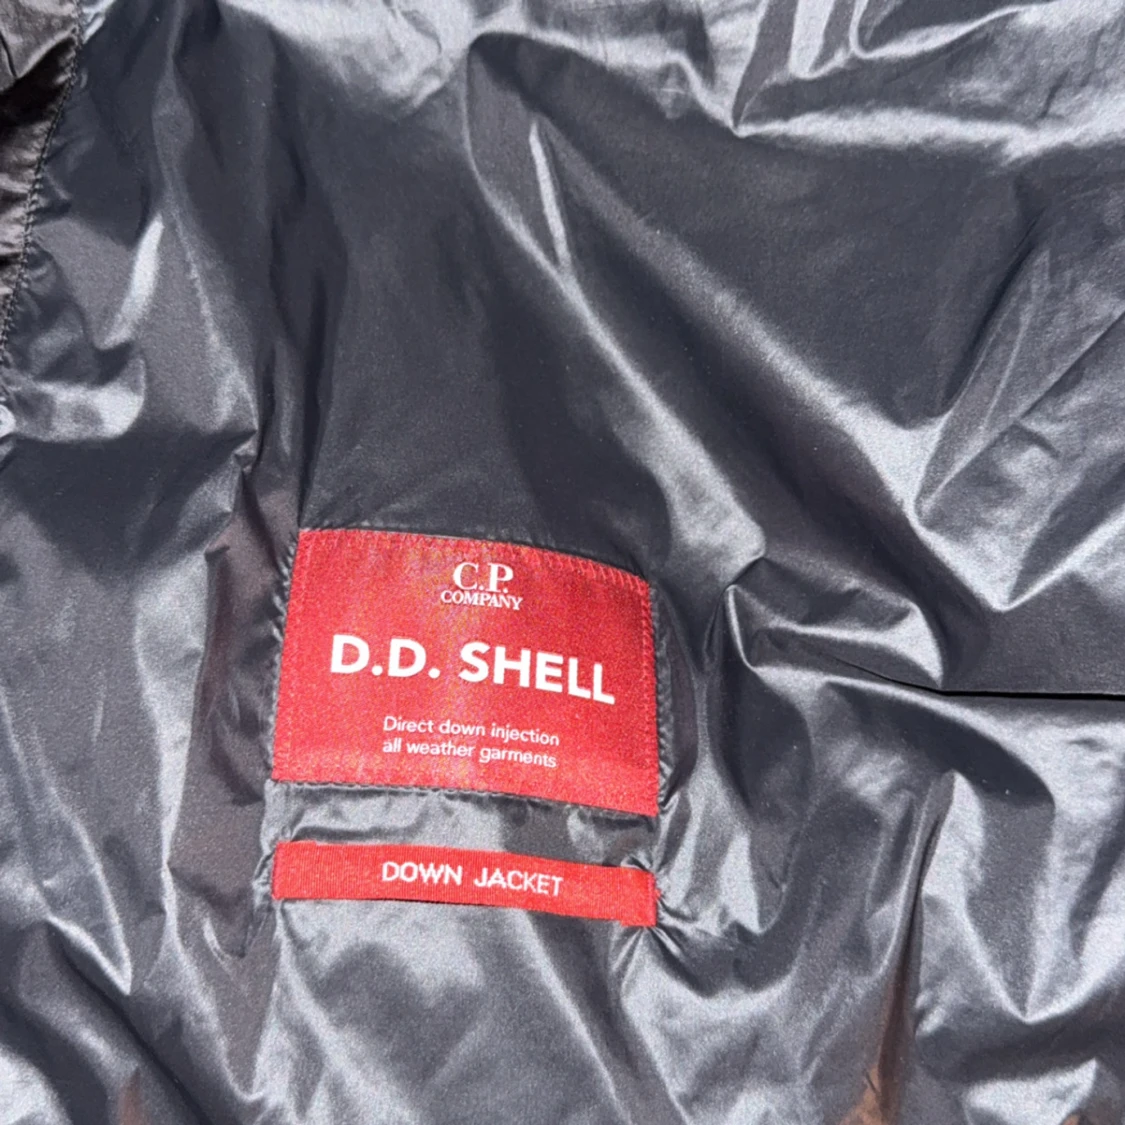 C.P.
COMPANY
D.D. SHELL
Direct down injection
all weather garments
DOWN JACKET